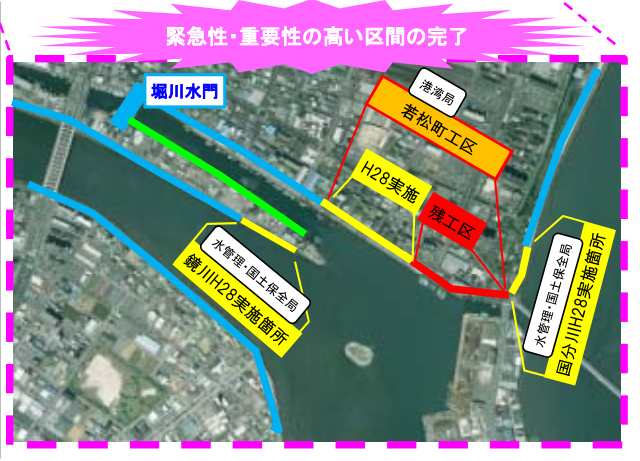 緊急性・重要性の高い区間の完了
堀川水門
港湾局
若松町工区
H28実施
残工区
水管理・国土保全局
鏡川H28実施箇所
水管理・国土保全局
国分川H28実施箇所